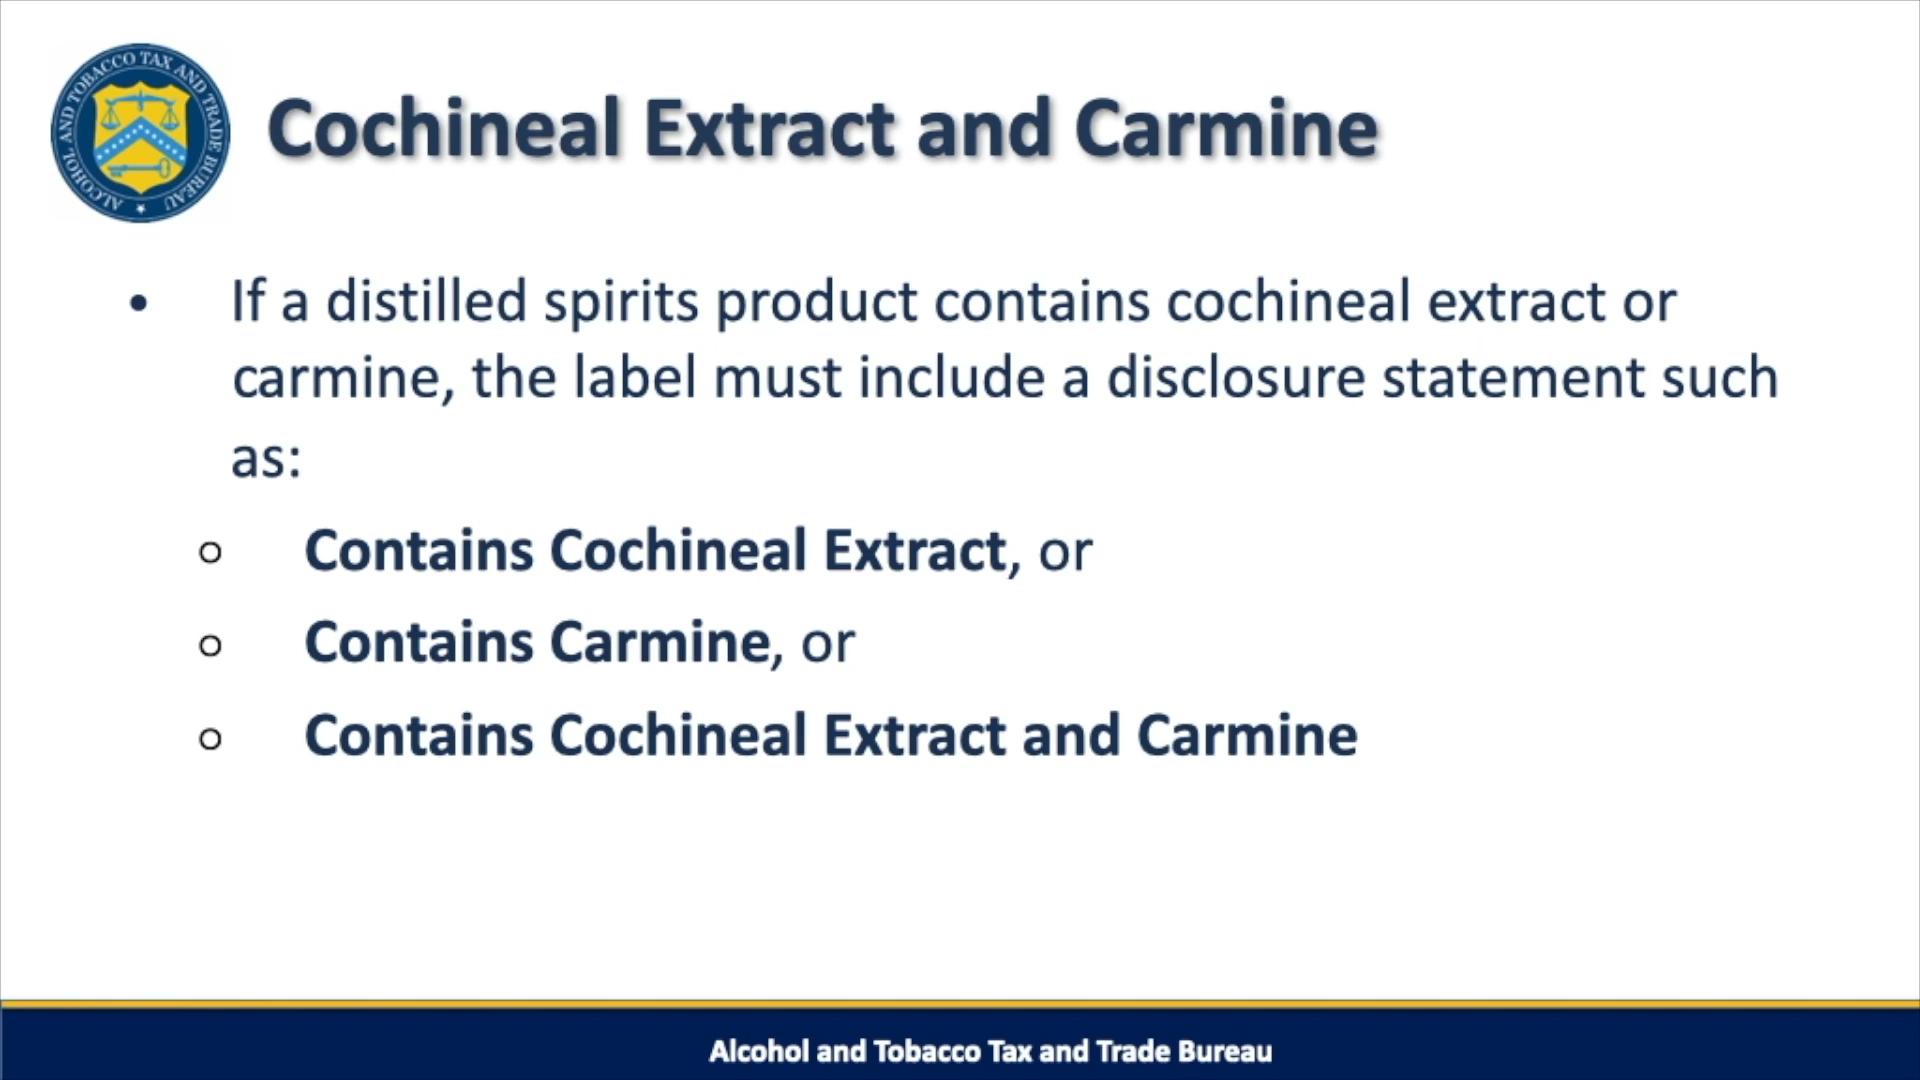 ALCOHOL AND TOBACCO TAX AND TRADE BUREAU
Cochineal Extract and Carmine
• If a distilled spirits product contains cochineal extract or
carmine, the label must include a disclosure statement such
as:
○ Contains Cochineal Extract, or
○ Contains Carmine, or
○ Contains Cochineal Extract and Carmine
Alcohol and Tobacco Tax and Trade Bureau